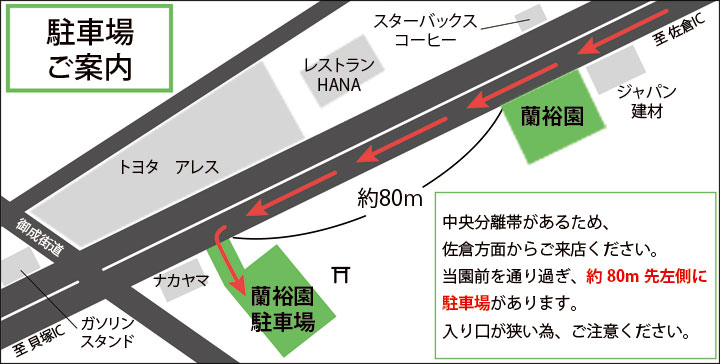 駐車場
ご案内
スターバックス
コーヒー
至 佐倉IC
レストラン
HANA
ジャパン
建材
蘭裕園
トヨタ アレス
約80m
御成街道
ナカヤマ
蘭裕園
駐車場
ガソリン
スタンド
至 貝塚IC
中央分離帯があるため、
佐倉方面からご来店ください。
当園前を通り過ぎ、約80m先左側に
駐車場があります。
入り口が狭い為、ご注意ください。